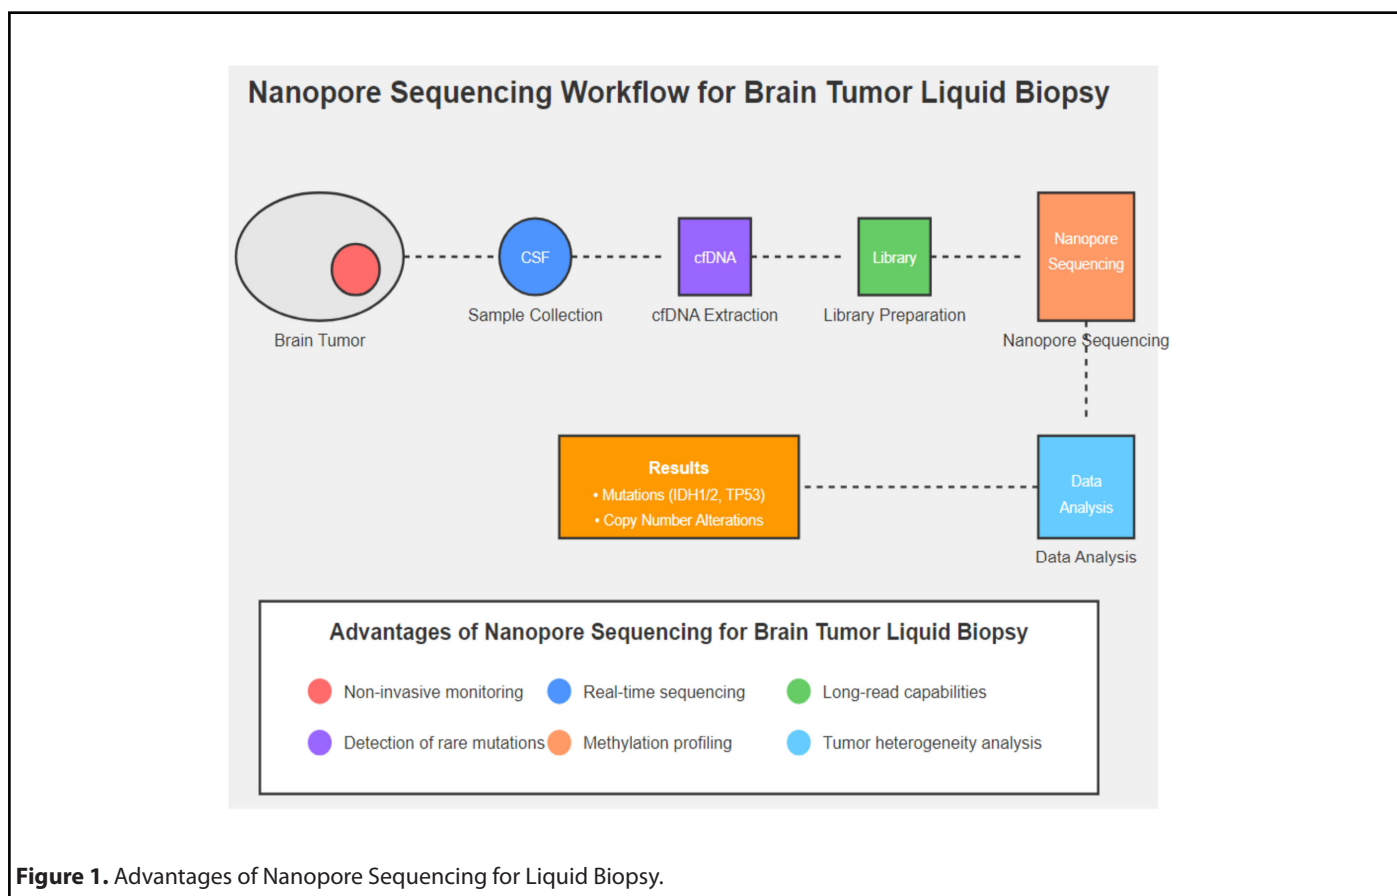 Nanopore Sequencing Workflow for Brain Tumor Liquid Biopsy
Brain Tumor
CSF
Sample Collection
cfDNA
cfDNA Extraction
Library
Library Preparation
Nanopore
Sequencing
Nanopore Sequencing
Data
Analysis
Data Analysis
Results
• Mutations (IDH1/2, TP53)
• Copy Number Alterations
Advantages of Nanopore Sequencing for Brain Tumor Liquid Biopsy
Non-invasive monitoring
Real-time sequencing
Long-read capabilities
Detection of rare mutations
Methylation profiling
Tumor heterogeneity analysis
Figure 1. Advantages of Nanopore Sequencing for Liquid Biopsy.